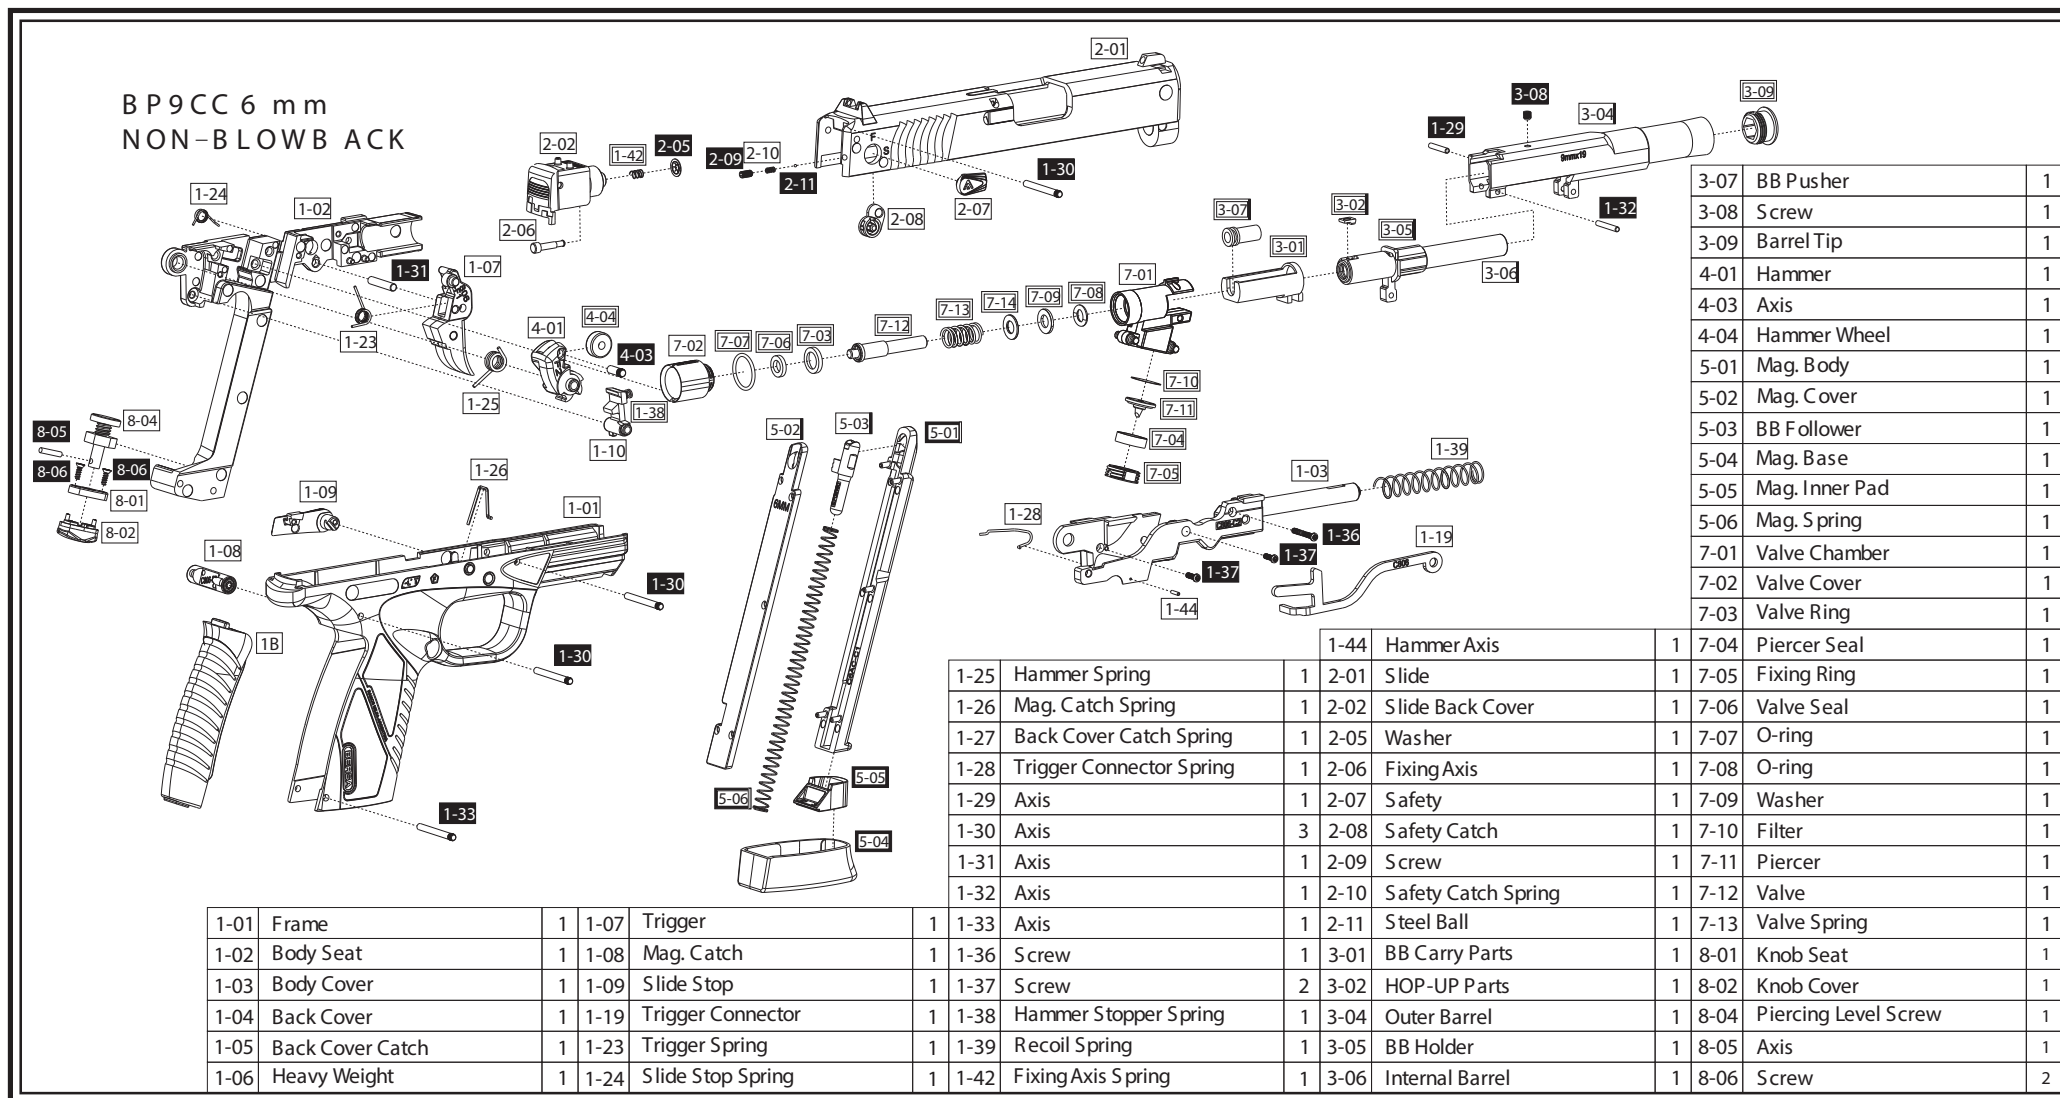 BP9CC 6 mm
NON-BLOWB ACK
2-01
3-08
3-04
3-09
1-29
2-02
1-42
2-05
2-09
2-10
2-11
F
S
9mmx19
1-30
1-24
1-02
2-06
2-08
2-07
3-07
3-02
1-32
1-31
1-07
3-01
3-05
3-06
7-01
7-14
7-09
7-08
7-13
7-12
1-23
4-01
4-04
7-02
7-07
7-06
7-03
4-03
1-25
1-38
7-10
7-11
8-05
8-04
5-02
5-03
5-01
7-04
8-06
8-06
1-10
7-05
1-03
1-39
8-01
8-02
1-26
1-09
1-01
6MM
1-28
1-36
1-08
1-37
1-19
1-37
C806
1-30
1-44
1B
1-30
5-06
5-05
1-33
5-04
3-07 BB Pusher 1
3-08 Screw 1
3-09 Barrel Tip 1
4-01 Hammer 1
4-03 Axis 1
4-04 Hammer Wheel 1
5-01 Mag. Body 1
5-02 Mag. Cover 1
5-03 BB Follower 1
5-04 Mag. Base 1
5-05 Mag. Inner Pad 1
5-06 Mag. Spring 1
7-01 Valve Chamber 1
7-02 Valve Cover 1
7-03 Valve Ring 1
1-44 Hammer Axis 1 7-04 Piercer Seal 1
1-25 Hammer Spring 1 2-01 Slide 1 7-05 Fixing Ring 1
1-26 Mag. Catch Spring 1 2-02 Slide Back Cover 1 7-06 Valve Seal 1
1-27 Back Cover Catch Spring 1 2-05 Washer 1 7-07 O-ring 1
1-28 Trigger Connector Spring 1 2-06 Fixing Axis 1 7-08 O-ring 1
1-29 Axis 1 2-07 Safety 1 7-09 Washer 1
1-30 Axis 3 2-08 Safety Catch 1 7-10 Filter 1
1-31 Axis 1 2-09 Screw 1 7-11 Piercer 1
1-32 Axis 1 2-10 Safety Catch Spring 1 7-12 Valve 1
1-01 Frame 1 1-07 Trigger 1 1-33 Axis 1 2-11 Steel Ball 1 7-13 Valve Spring 1
1-02 Body Seat 1 1-08 Mag. Catch 1 1-36 Screw 1 3-01 BB Carry Parts 1 8-01 Knob Seat 1
1-03 Body Cover 1 1-09 Slide Stop 1 1-37 Screw 2 3-02 HOP-UP Parts 1 8-02 Knob Cover 1
1-04 Back Cover 1 1-19 Trigger Connector 1 1-38 Hammer Stopper Spring 1 3-04 Outer Barrel 1 8-04 Piercing Level Screw 1
1-05 Back Cover Catch 1 1-23 Trigger Spring 1 1-39 Recoil Spring 1 3-05 BB Holder 1 8-05 Axis 1
1-06 Heavy Weight 1 1-24 Slide Stop Spring 1 1-42 Fixing Axis Spring 1 3-06 Internal Barrel 1 8-06 Screw 2